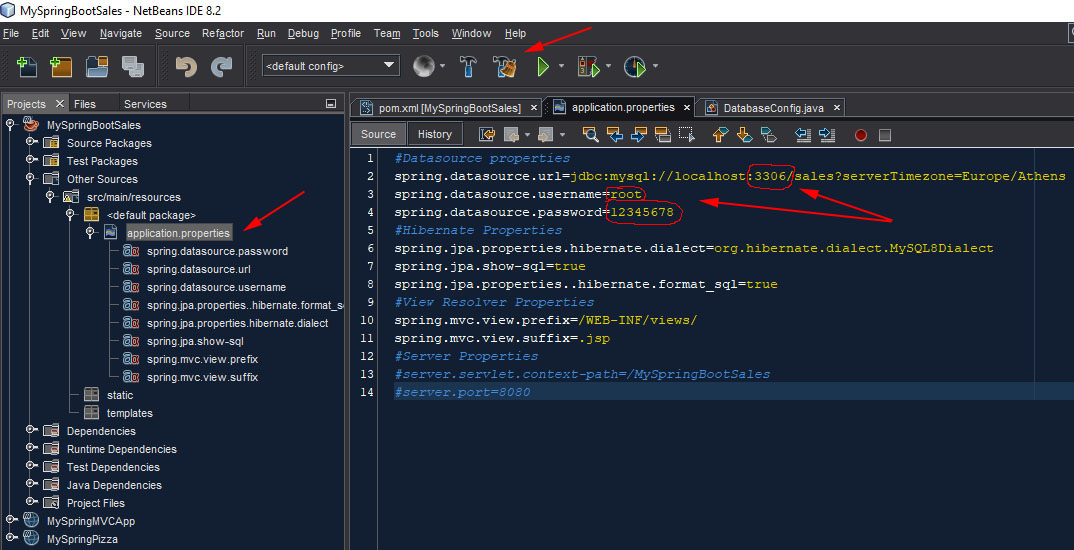 MySpringBootSales - NetBeans IDE 8.2
File Edit View Navigate Source Refactor Run Debug Profile Team Tools Window Help
<default config>
Projects Files Services
MySpringBootSales
Source Packages
Test Packages
Other Sources
src/main/resources
<default package>
application.properties
spring.datasource.password
spring.datasource.url
spring.datasource.username
spring.jpa.properties..hibernate.format_s
spring.jpa.properties.hibernate.dialect
spring.jpa.show-sql
spring.mvc.view.prefix
spring.mvc.view.suffix
static
templates
Dependencies
Runtime Dependencies
Test Dependencies
Java Dependencies
Project Files
MySpringMVCApp
MySpringPizza
pom.xml [MySpringBootSales] application.properties DatabaseConfig.java
Source History
1 #Datasource properties
2 spring.datasource.url=jdbc:mysql://localhost:3306/sales?serverTimezone=Europe/Athens
3 spring.datasource.username=root
4 spring.datasource.password=12345678
5 #Hibernate Properties
6 spring.jpa.properties.hibernate.dialect=org.hibernate.dialect.MySQL8Dialect
7 spring.jpa.show-sql=true
8 spring.jpa.properties..hibernate.format_sql=true
9 #View Resolver Properties
10 spring.mvc.view.prefix=/WEB-INF/views/
11 spring.mvc.view.suffix=.jsp
12 #Server Properties
13 #server.servlet.context-path=/MySpringBootSales
14 #server.port=8080